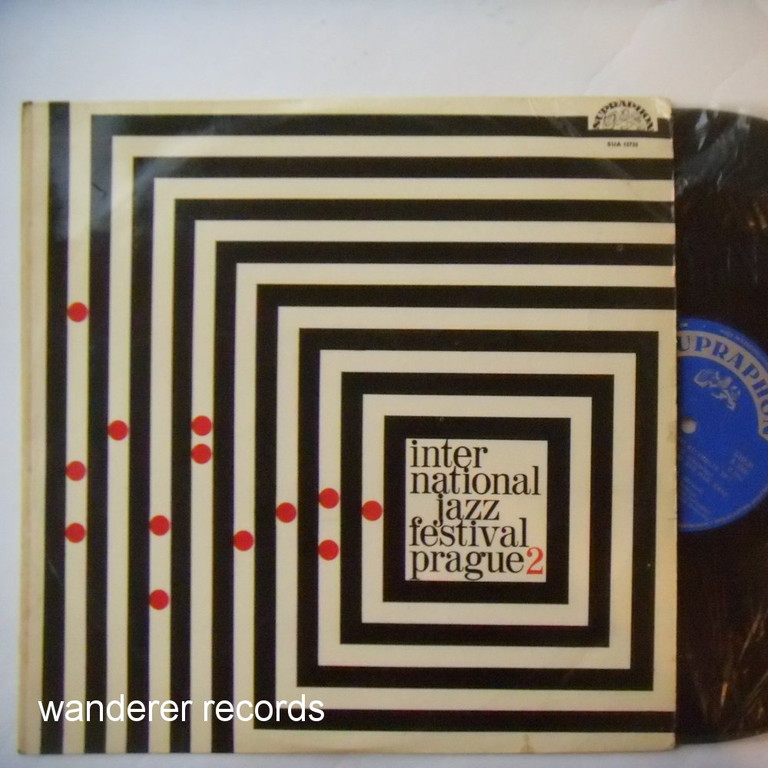 SUPRAPHON
inter
national
jazz
festival
prague2
SUPRAPHON
wanderer records